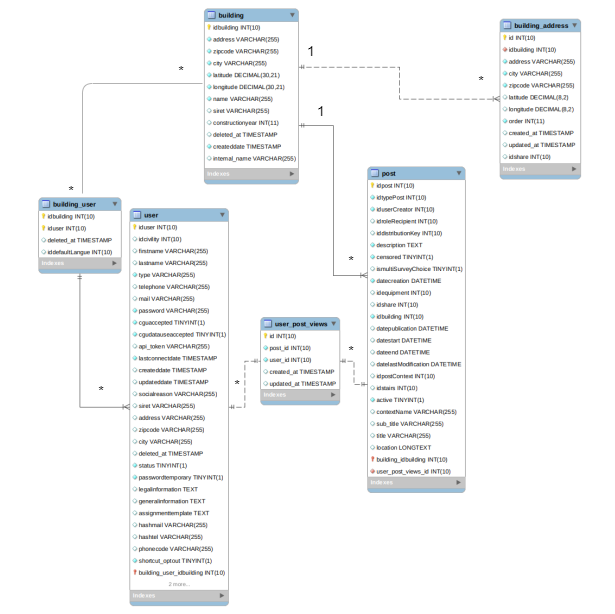 building
idbuilding INT(10)
address VARCHAR(255)
zipcode VARCHAR(255)
city VARCHAR(255)
latitude DECIMAL(30,21)
longitude DECIMAL(30,21)
name VARCHAR(255)
siret VARCHAR(255)
constructionyear INT(11)
deleted_at TIMESTAMP
createddate TIMESTAMP
internal_name VARCHAR(255)
Indexes
1
*
1
*
*
*
building_address
id INT(10)
idbuilding INT(10)
address VARCHAR(255)
city VARCHAR(255)
zipcode VARCHAR(255)
latitude DECIMAL(8,2)
longitude DECIMAL(8,2)
order INT(11)
created_at TIMESTAMP
updated_at TIMESTAMP
idshare INT(10)
Indexes
building_user
idbuilding INT(10)
iduser INT(10)
deleted_at TIMESTAMP
iddefaultLangue INT(10)
Indexes
*
user
iduser INT(10)
idcivility INT(10)
firstname VARCHAR(255)
lastname VARCHAR(255)
type VARCHAR(255)
telephone VARCHAR(255)
mail VARCHAR(255)
password VARCHAR(255)
cguaccepted TINYINT(1)
cgudatauseaccepted TINYINT(1)
api_token VARCHAR(255)
lastconnectdate TIMESTAMP
createddate TIMESTAMP
updateddate TIMESTAMP
socialreason VARCHAR(255)
siret VARCHAR(255)
address VARCHAR(255)
zipcode VARCHAR(255)
city VARCHAR(255)
deleted_at TIMESTAMP
status TINYINT(1)
passwordtemporary TINYINT(1)
legalinformation TEXT
generalinformation TEXT
assignmenttemplate TEXT
hashmail VARCHAR(255)
hashtel VARCHAR(255)
phonecode VARCHAR(255)
shortcut_optout TINYINT(1)
building_user_idbuilding INT(10)
2 more...
Indexes
*
user_post_views
id INT(10)
post_id INT(10)
user_id INT(10)
created_at TIMESTAMP
updated_at TIMESTAMP
Indexes
*
post
idpost INT(10)
idtypePost INT(10)
iduserCreator INT(10)
idroleRecipient INT(10)
iddistributionKey INT(10)
description TEXT
censored TINYINT(1)
ismultiSurveyChoice TINYINT(1)
datecreation DATETIME
idequipment INT(10)
idshare INT(10)
idbuilding INT(10)
datepublication DATETIME
datestart DATETIME
dateend DATETIME
datelastModification DATETIME
idpostContext INT(10)
idstairs INT(10)
active TINYINT(1)
contextName VARCHAR(255)
sub_title VARCHAR(255)
title VARCHAR(255)
location LONGTEXT
building_idbuilding INT(10)
user_post_views_id INT(10)
Indexes